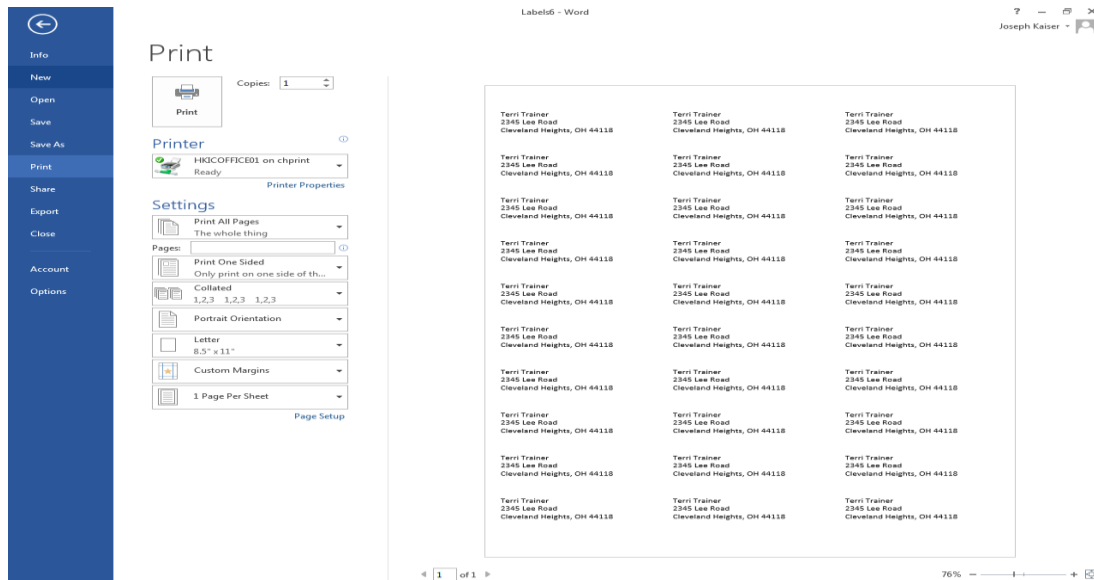 Labels6 - Word
? – ×
Joseph Kaiser
Info
New
Open
Save
Save As
Print
Share
Export
Close
Account
Options
Print
Copies: 1
Print
Printer
HKICOFFICE01 on chprint
Ready
Printer Properties
Settings
Print All Pages
The whole thing
Pages:
Print One Sided
Only print on one side of th...
Collated
1,2,3 1,2,3 1,2,3
Portrait Orientation
Letter
8.5" x 11"
Custom Margins
1 Page Per Sheet
Page Setup
Terri Trainer Terri Trainer Terri Trainer
2345 Lee Road 2345 Lee Road 2345 Lee Road
Cleveland Heights, OH 44118 Cleveland Heights, OH 44118 Cleveland Heights, OH 44118
Terri Trainer Terri Trainer Terri Trainer
2345 Lee Road 2345 Lee Road 2345 Lee Road
Cleveland Heights, OH 44118 Cleveland Heights, OH 44118 Cleveland Heights, OH 44118
Terri Trainer Terri Trainer Terri Trainer
2345 Lee Road 2345 Lee Road 2345 Lee Road
Cleveland Heights, OH 44118 Cleveland Heights, OH 44118 Cleveland Heights, OH 44118
Terri Trainer Terri Trainer Terri Trainer
2345 Lee Road 2345 Lee Road 2345 Lee Road
Cleveland Heights, OH 44118 Cleveland Heights, OH 44118 Cleveland Heights, OH 44118
Terri Trainer Terri Trainer Terri Trainer
2345 Lee Road 2345 Lee Road 2345 Lee Road
Cleveland Heights, OH 44118 Cleveland Heights, OH 44118 Cleveland Heights, OH 44118
Terri Trainer Terri Trainer Terri Trainer
2345 Lee Road 2345 Lee Road 2345 Lee Road
Cleveland Heights, OH 44118 Cleveland Heights, OH 44118 Cleveland Heights, OH 44118
Terri Trainer Terri Trainer Terri Trainer
2345 Lee Road 2345 Lee Road 2345 Lee Road
Cleveland Heights, OH 44118 Cleveland Heights, OH 44118 Cleveland Heights, OH 44118
Terri Trainer Terri Trainer Terri Trainer
2345 Lee Road 2345 Lee Road 2345 Lee Road
Cleveland Heights, OH 44118 Cleveland Heights, OH 44118 Cleveland Heights, OH 44118
Terri Trainer Terri Trainer Terri Trainer
2345 Lee Road 2345 Lee Road 2345 Lee Road
Cleveland Heights, OH 44118 Cleveland Heights, OH 44118 Cleveland Heights, OH 44118
Terri Trainer Terri Trainer Terri Trainer
2345 Lee Road 2345 Lee Road 2345 Lee Road
Cleveland Heights, OH 44118 Cleveland Heights, OH 44118 Cleveland Heights, OH 44118
1 of 1
76% – +